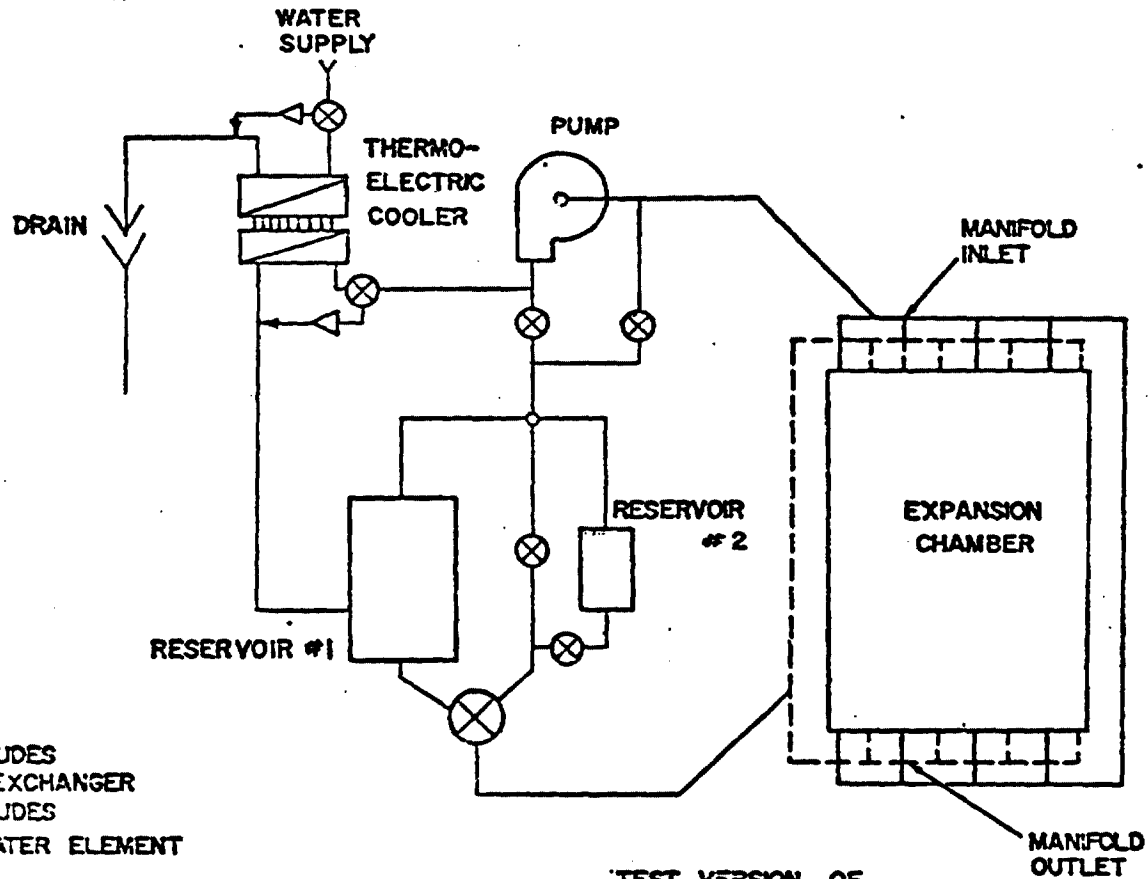 WATER
SUPPLY
PUMP
THERMO-
ELECTRIC
COOLER
DRAIN
MANIFOLD
INLET
RESERVOIR
#2
EXPANSION
CHAMBER
RESERVOIR #1
UDES
EXCHANGER
UDES
ATER ELEMENT
MANIFOLD
OUTLET
TEST VERSION OF